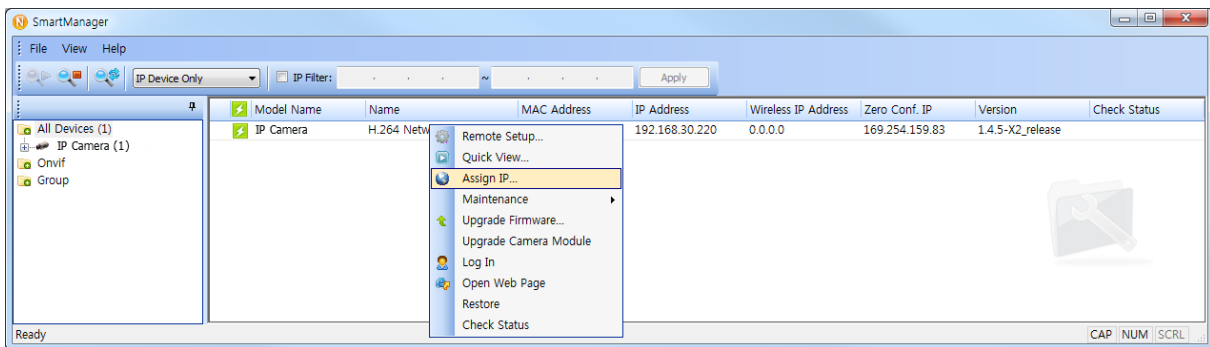 SmartManager
File View Help
IP Device Only IP Filter: . . . ~ . . . Apply
Model Name Name MAC Address IP Address Wireless IP Address Zero Conf. IP Version Check Status
All Devices (1)
IP Camera (1)
Onvif
Group
IP Camera H.264 Netw 192.168.30.220 0.0.0.0 169.254.159.83 1.4.5-X2_release
Remote Setup...
Quick View...
Assign IP...
Maintenance
Upgrade Firmware...
Upgrade Camera Module
Log In
Open Web Page
Restore
Check Status
Ready CAP NUM SCRL